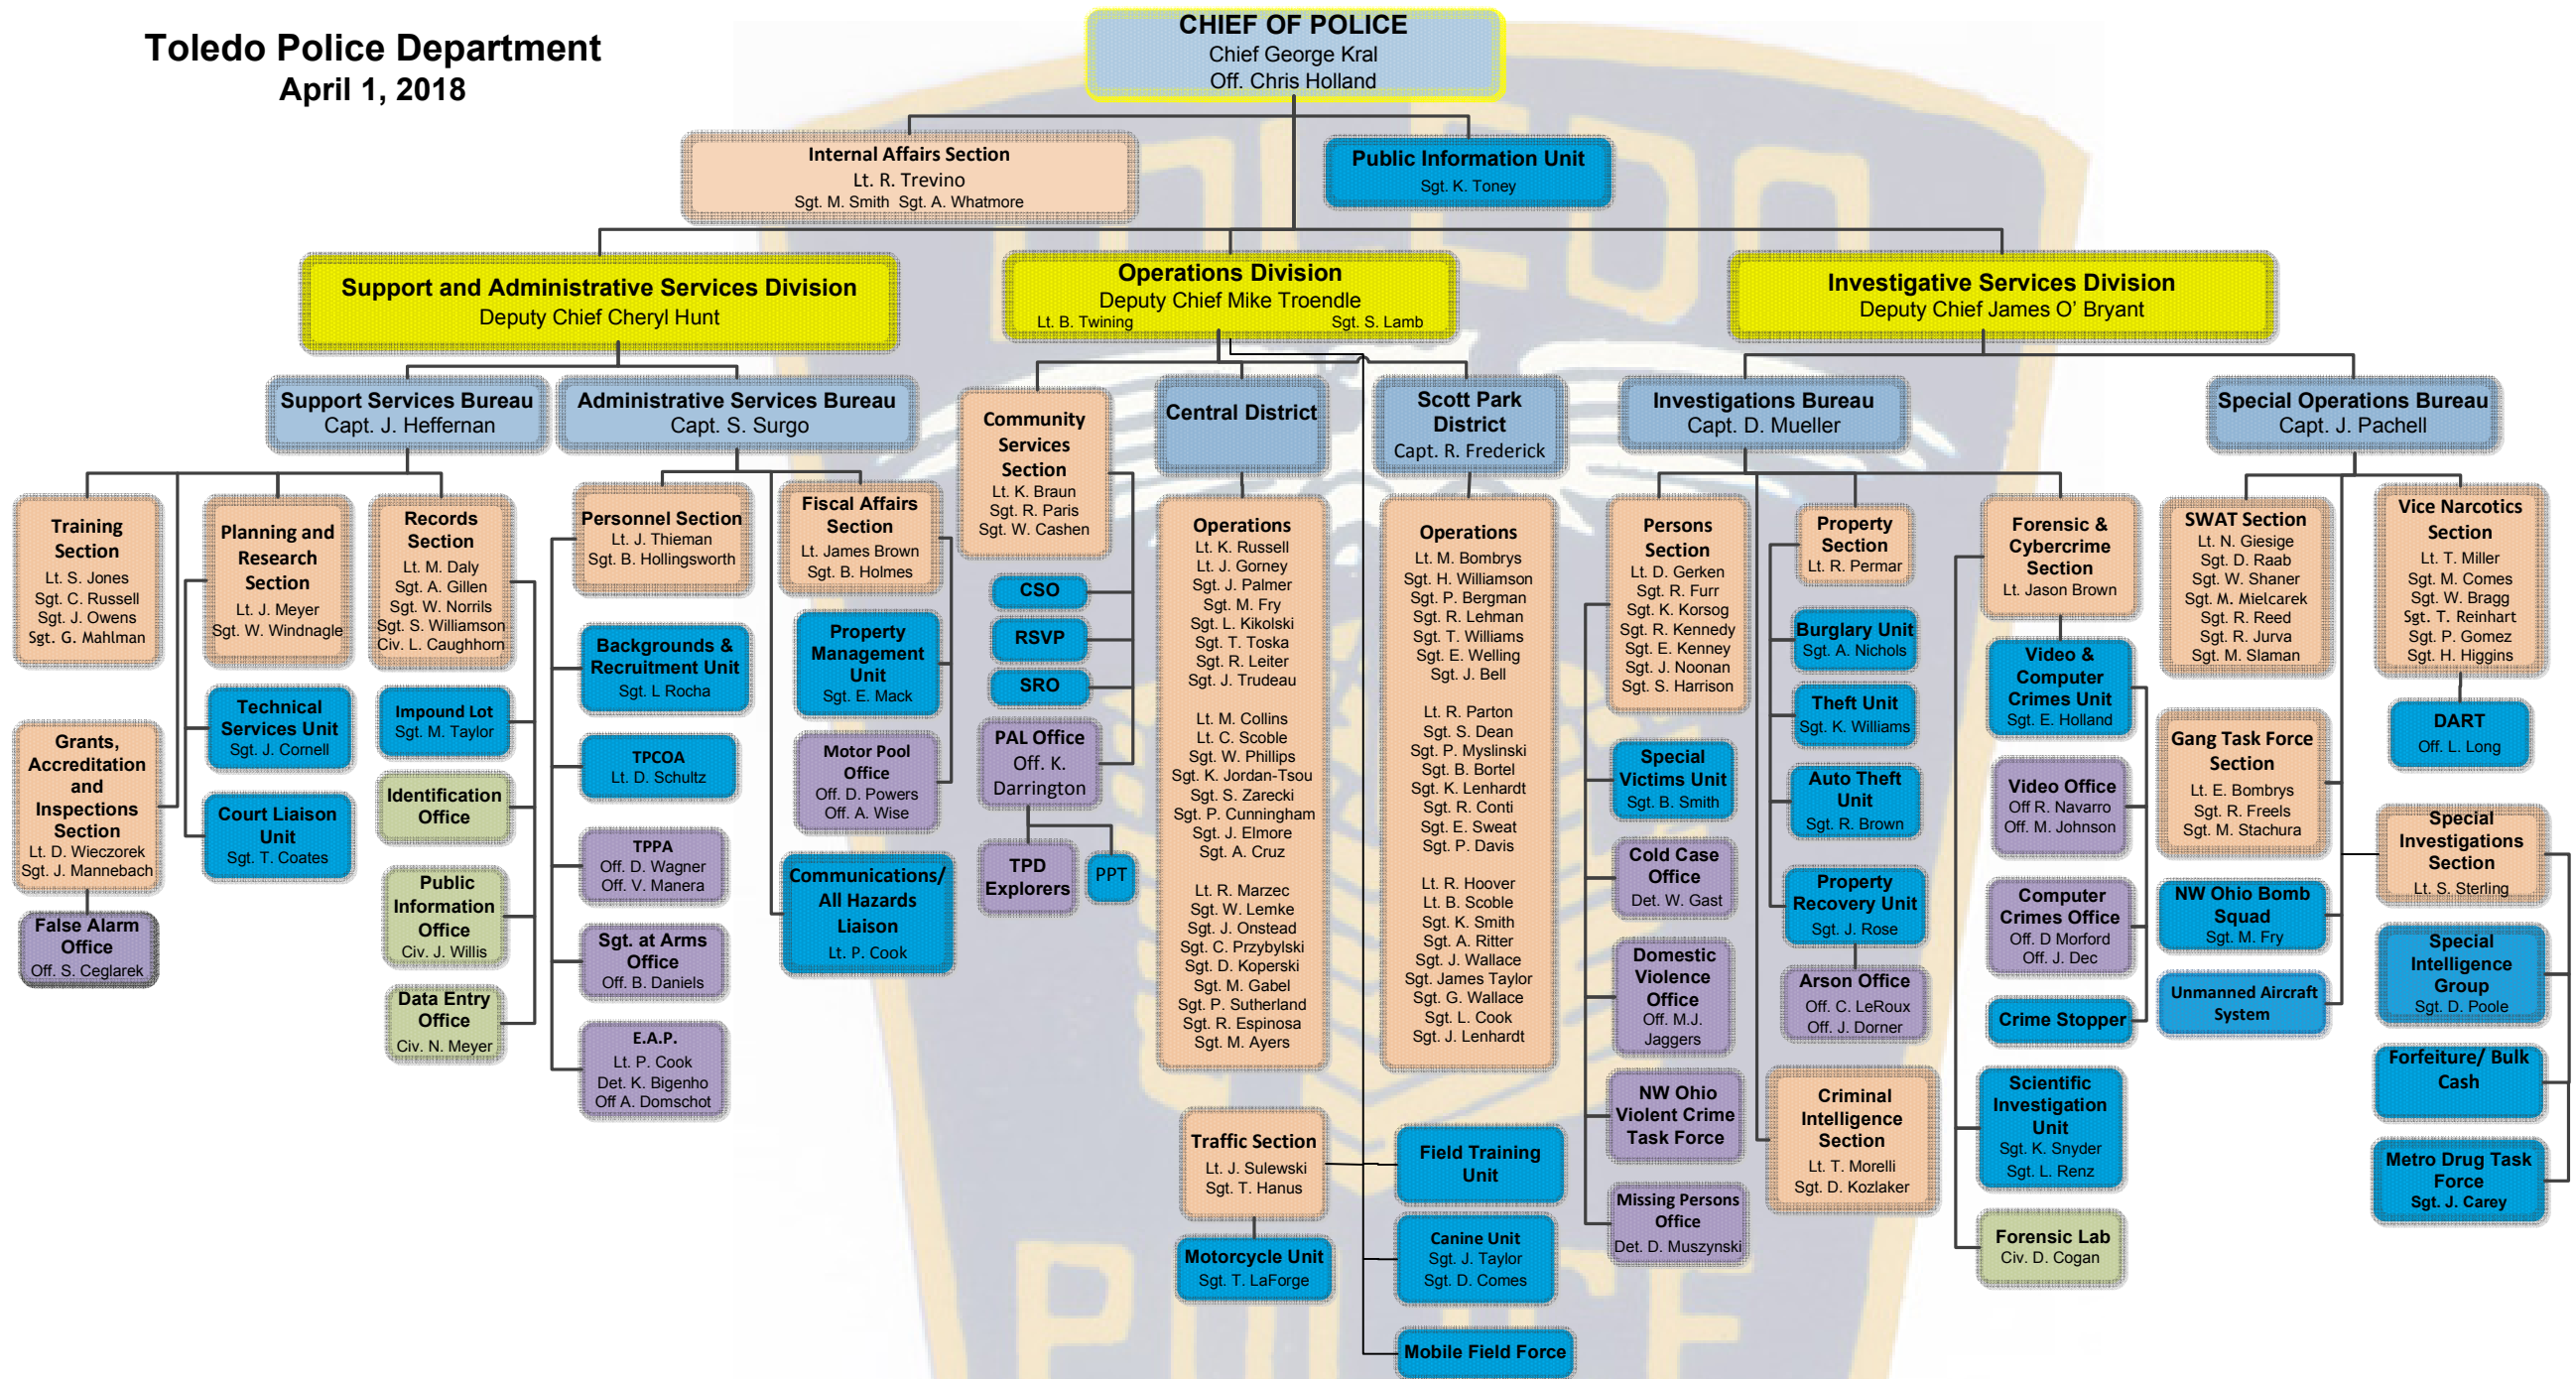 Toledo Police Department
April 1, 2018
CHIEF OF POLICE
Chief George Kral
Off. Chris Holland
Internal Affairs Section
Lt. R. Trevino
Sgt. M. Smith Sgt. A. Whatmore
Public Information Unit
Sgt. K. Toney
Support and Administrative Services Division
Deputy Chief Cheryl Hunt
Operations Division
Deputy Chief Mike Troendle
Lt. B. Twining
Sgt. S. Lamb
Investigative Services Division
Deputy Chief James O' Bryant
Support Services Bureau
Capt. J. Heffernan
Administrative Services Bureau
Capt. S. Surgo
Community
Services
Section
Lt. K. Braun
Sgt. R. Paris
Sgt. W. Cashen
Central District
Scott Park
District
Capt. R. Frederick
Investigations Bureau
Capt. D. Mueller
Special Operations Bureau
Capt. J. Pachell
Training
Section
Lt. S. Jones
Sgt. C. Russell
Sgt. J. Owens
Sgt. G. Mahlman
Planning and
Research
Section
Lt. J. Meyer
Sgt. W. Windnagle
Records
Section
Lt. M. Daly
Sgt. A. Gillen
Sgt. W. Norrils
Sgt. S. Williamson
Civ. L. Caughhorn
Personnel Section
Lt. J. Thieman
Sgt. B. Hollingsworth
Fiscal Affairs
Section
Lt. James Brown
Sgt. B. Holmes
Grants,
Accreditation
and
Inspections
Section
Lt. D. Wieczorek
Sgt. J. Mannebach
False Alarm
Office
Off. S. Ceglarek
Technical
Services Unit
Sgt. J. Cornell
Court Liaison
Unit
Sgt. T. Coates
Impound Lot
Sgt. M. Taylor
Identification
Office
Public
Information
Office
Civ. J. Willis
Data Entry
Office
Civ. N. Meyer
Backgrounds &
Recruitment Unit
Sgt. L Rocha
TPCOA
Lt. D. Schultz
TPPA
Off. D. Wagner
Off. V. Manera
Sgt. at Arms
Office
Off. B. Daniels
E.A.P.
Lt. P. Cook
Det. K. Bigenho
Off A. Domschot
Property
Management
Unit
Sgt. E. Mack
Motor Pool
Office
Off. D. Powers
Off. A. Wise
Communications/
All Hazards
Liaison
Lt. P. Cook
CSO
RSVP
SRO
PAL Office
Off. K.
Darrington
TPD
Explorers
PPT
Operations
Lt. K. Russell
Lt. J. Gorney
Sgt. J. Palmer
Sgt. M. Fry
Sgt. L. Kikolski
Sgt. T. Toska
Sgt. R. Leiter
Sgt. J. Trudeau
Lt. M. Collins
Lt. C. Scoble
Sgt. W. Phillips
Sgt. K. Jordan-Tsou
Sgt. S. Zarecki
Sgt. P. Cunningham
Sgt. J. Elmore
Sgt. A. Cruz
Lt. R. Marzec
Sgt. W. Lemke
Sgt. J. Onstead
Sgt. C. Przybylski
Sgt. D. Koperski
Sgt. M. Gabel
Sgt. P. Sutherland
Sgt. R. Espinosa
Sgt. M. Ayers
Operations
Lt. M. Bombrys
Sgt. H. Williamson
Sgt. P. Bergman
Sgt. R. Lehman
Sgt. T. Williams
Sgt. E. Welling
Sgt. J. Bell
Lt. R. Parton
Sgt. S. Dean
Sgt. P. Myslinski
Sgt. B. Bortel
Sgt. K. Lenhardt
Sgt. R. Conti
Sgt. E. Sweat
Sgt. P. Davis
Lt. R. Hoover
Lt. B. Scoble
Sgt. K. Smith
Sgt. A. Ritter
Sgt. J. Wallace
Sgt. James Taylor
Sgt. G. Wallace
Sgt. L. Cook
Sgt. J. Lenhardt
Traffic Section
Lt. J. Sulewski
Sgt. T. Hanus
Motorcycle Unit
Sgt. T. LaForge
Field Training
Unit
Canine Unit
Sgt. J. Taylor
Sgt. D. Comes
Mobile Field Force
Persons
Section
Lt. D. Gerken
Sgt. R. Furr
Sgt. K. Korsog
Sgt. R. Kennedy
Sgt. E. Kenney
Sgt. J. Noonan
Sgt. S. Harrison
Special
Victims Unit
Sgt. B. Smith
Cold Case
Office
Det. W. Gast
Domestic
Violence
Office
Off. M.J.
Jaggers
NW Ohio
Violent Crime
Task Force
Missing Persons
Office
Det. D. Muszynski
Property
Section
Lt. R. Permar
Burglary Unit
Sgt. A. Nichols
Theft Unit
Sgt. K. Williams
Auto Theft
Unit
Sgt. R. Brown
Property
Recovery Unit
Sgt. J. Rose
Arson Office
Off. C. LeRoux
Off. J. Dorner
Criminal
Intelligence
Section
Lt. T. Morelli
Sgt. D. Kozlaker
Forensic &
Cybercrime
Section
Lt. Jason Brown
Video &
Computer
Crimes Unit
Sgt. E. Holland
Video Office
Off R. Navarro
Off. M. Johnson
Computer
Crimes Office
Off. D Morford
Off. J. Dec
Crime Stopper
Scientific
Investigation
Unit
Sgt. K. Snyder
Sgt. L. Renz
Forensic Lab
Civ. D. Cogan
SWAT Section
Lt. N. Giesige
Sgt. D. Raab
Sgt. W. Shaner
Sgt. M. Mielcarek
Sgt. R. Reed
Sgt. R. Jurva
Sgt. M. Slaman
Gang Task Force
Section
Lt. E. Bombrys
Sgt. R. Freels
Sgt. M. Stachura
NW Ohio Bomb
Squad
Sgt. M. Fry
Unmanned Aircraft
System
Vice Narcotics
Section
Lt. T. Miller
Sgt. M. Comes
Sgt. W. Bragg
Sgt. T. Reinhart
Sgt. P. Gomez
Sgt. H. Higgins
DART
Off. L. Long
Special
Investigations
Section
Lt. S. Sterling
Special
Intelligence
Group
Sgt. D. Poole
Forfeiture/ Bulk
Cash
Metro Drug Task
Force
Sgt. J. Carey
TOLEDO
POLICE